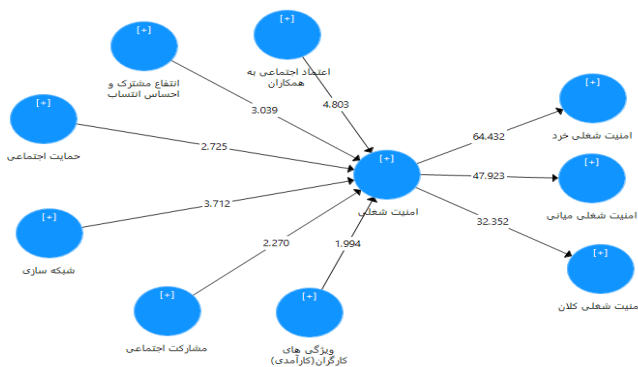 [+]
اعتماد اجتماعی به
همکاران
[+]
انتفاع مشترک و
احساس انتساب
4.803
3.039
[+]
حمایت اجتماعی
2.725
[+]
امنیت شغلی
64.432
[+]
امنیت شغلی خرد
47.923
[+]
امنیت شغلی میانی
32.352
[+]
منیت شغلی کلان
3.712
[+]
شبکه سازی
2.270
[+]
مشارکت اجتماعی
1.994
[+]
ویژگی های
کارگران(کارآمدی)